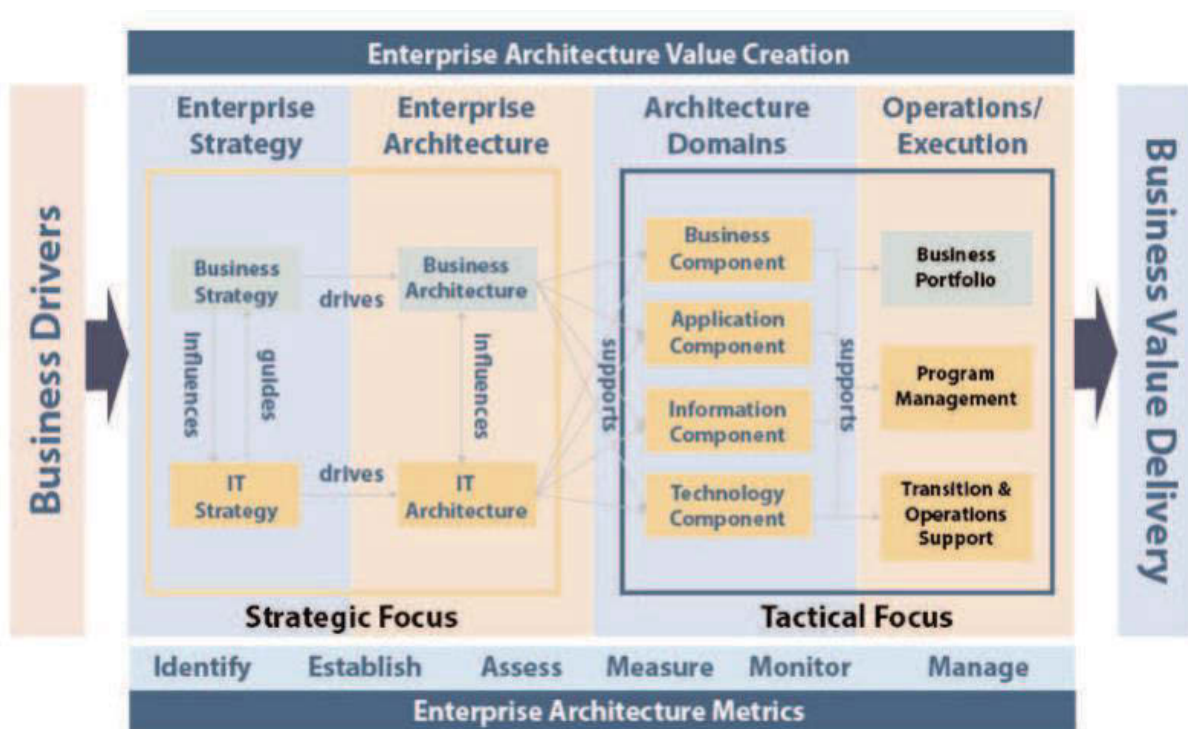 Enterprise Architecture Value Creation
Business Drivers
Enterprise
Strategy
Enterprise
Architecture
Architecture
Domains
Operations/
Execution
Business
Strategy
drives
Business
Architecture
Influences
guides
Influences
IT
Strategy
drives
IT
Architecture
supports
Business
Component
Application
Component
Information
Component
Technology
Component
supports
Business
Portfolio
Program
Management
Transition &
Operations
Support
Strategic Focus
Tactical Focus
Business Value Delivery
Identify Establish Assess Measure Monitor Manage
Enterprise Architecture Metrics